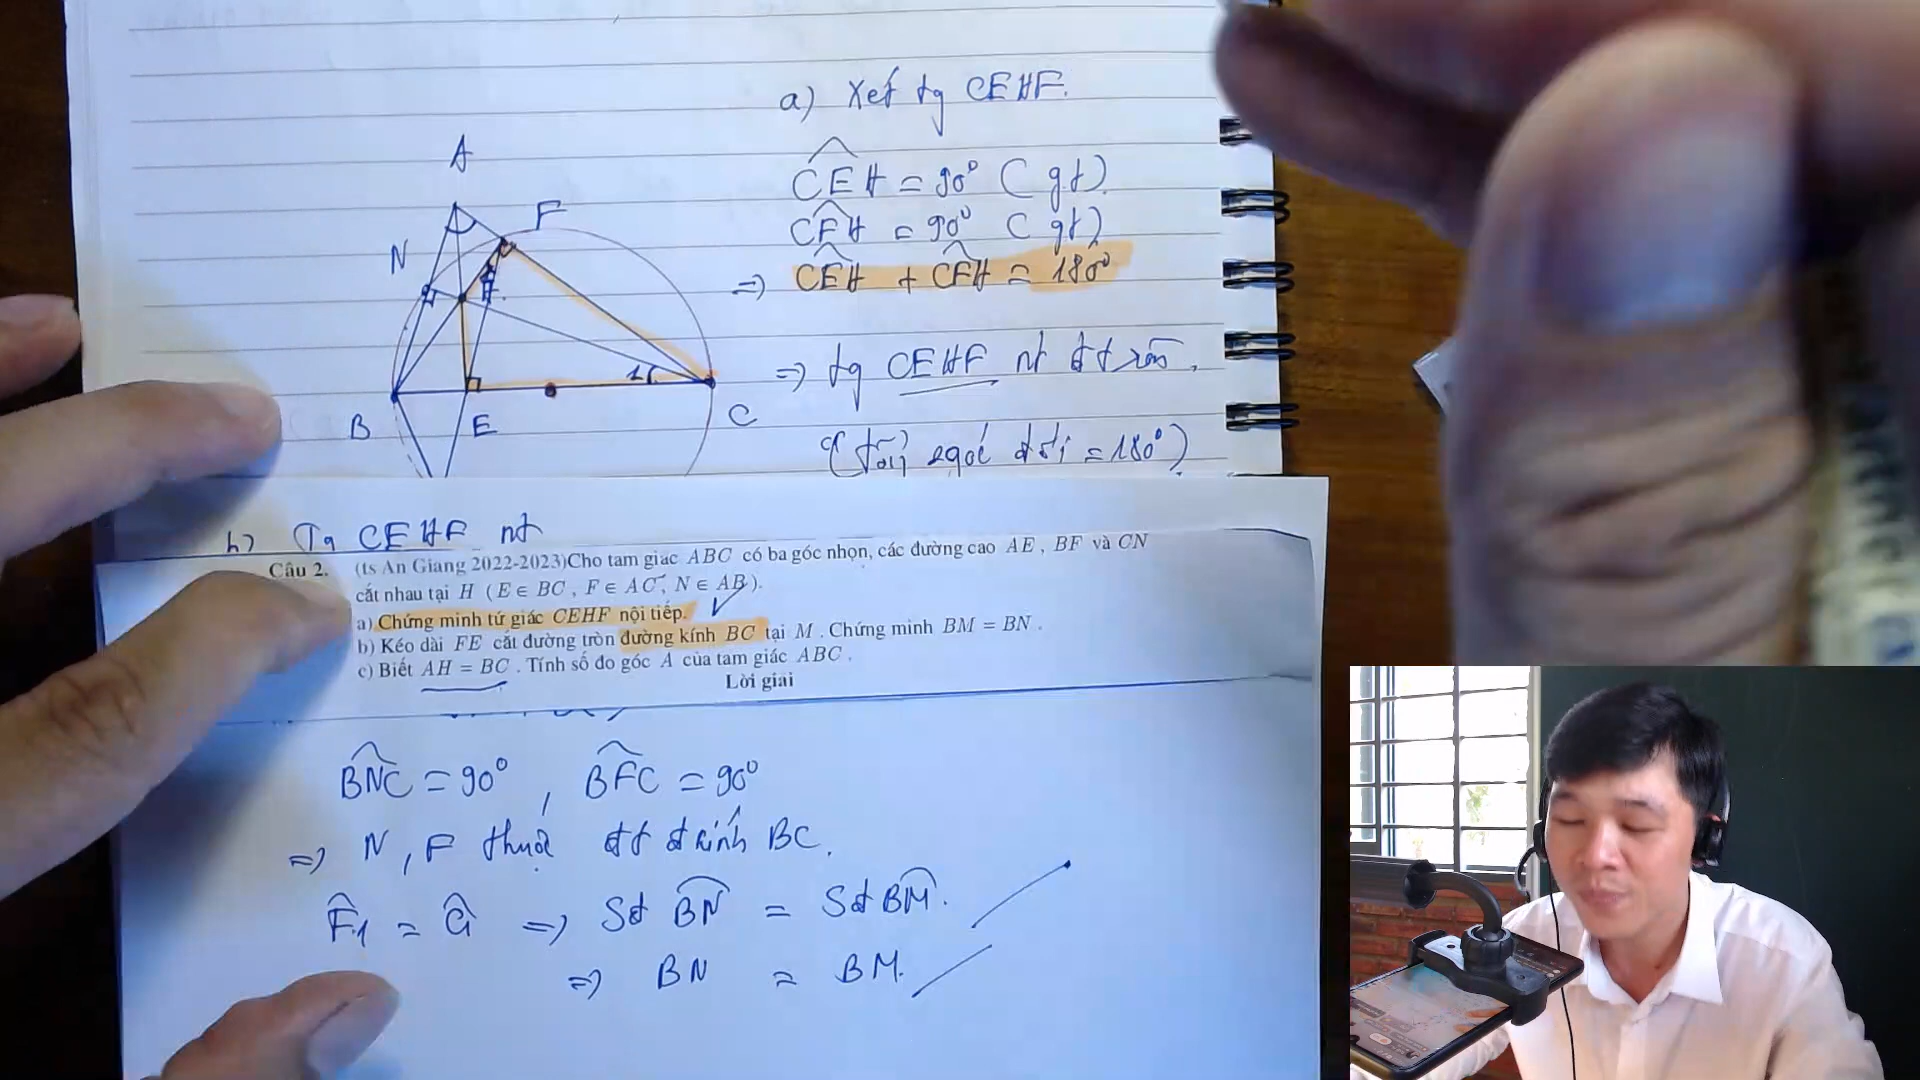 a) Xét tg CEHF.
A
CEH = 90° (gt)
F
CFH = 90° (gt)
N
=> CEH + CFH = 180°
H
1
=> tg CEHF nt đt tròn.
B E C
(tổng 2 góc đối = 180°)
b) Tg CEHF nt
Câu 2. (ts An Giang 2022-2023)Cho tam giác ABC có ba góc nhọn, các đường cao AE , BF và CN
cắt nhau tại H ( E ∈ BC , F ∈ AC , N ∈ AB ).
a) Chứng minh tứ giác CEHF nội tiếp.
b) Kéo dài FE cắt đường tròn đường kính BC tại M . Chứng minh BM = BN .
c) Biết AH = BC . Tính số đo góc A của tam giác ABC .
Lời giải
BNC = 90° , BFC = 90°
=> N, F thuộc đt đkính BC.
F1 = C1 => Sđ BN = Sđ BM.
=> BN = BM.